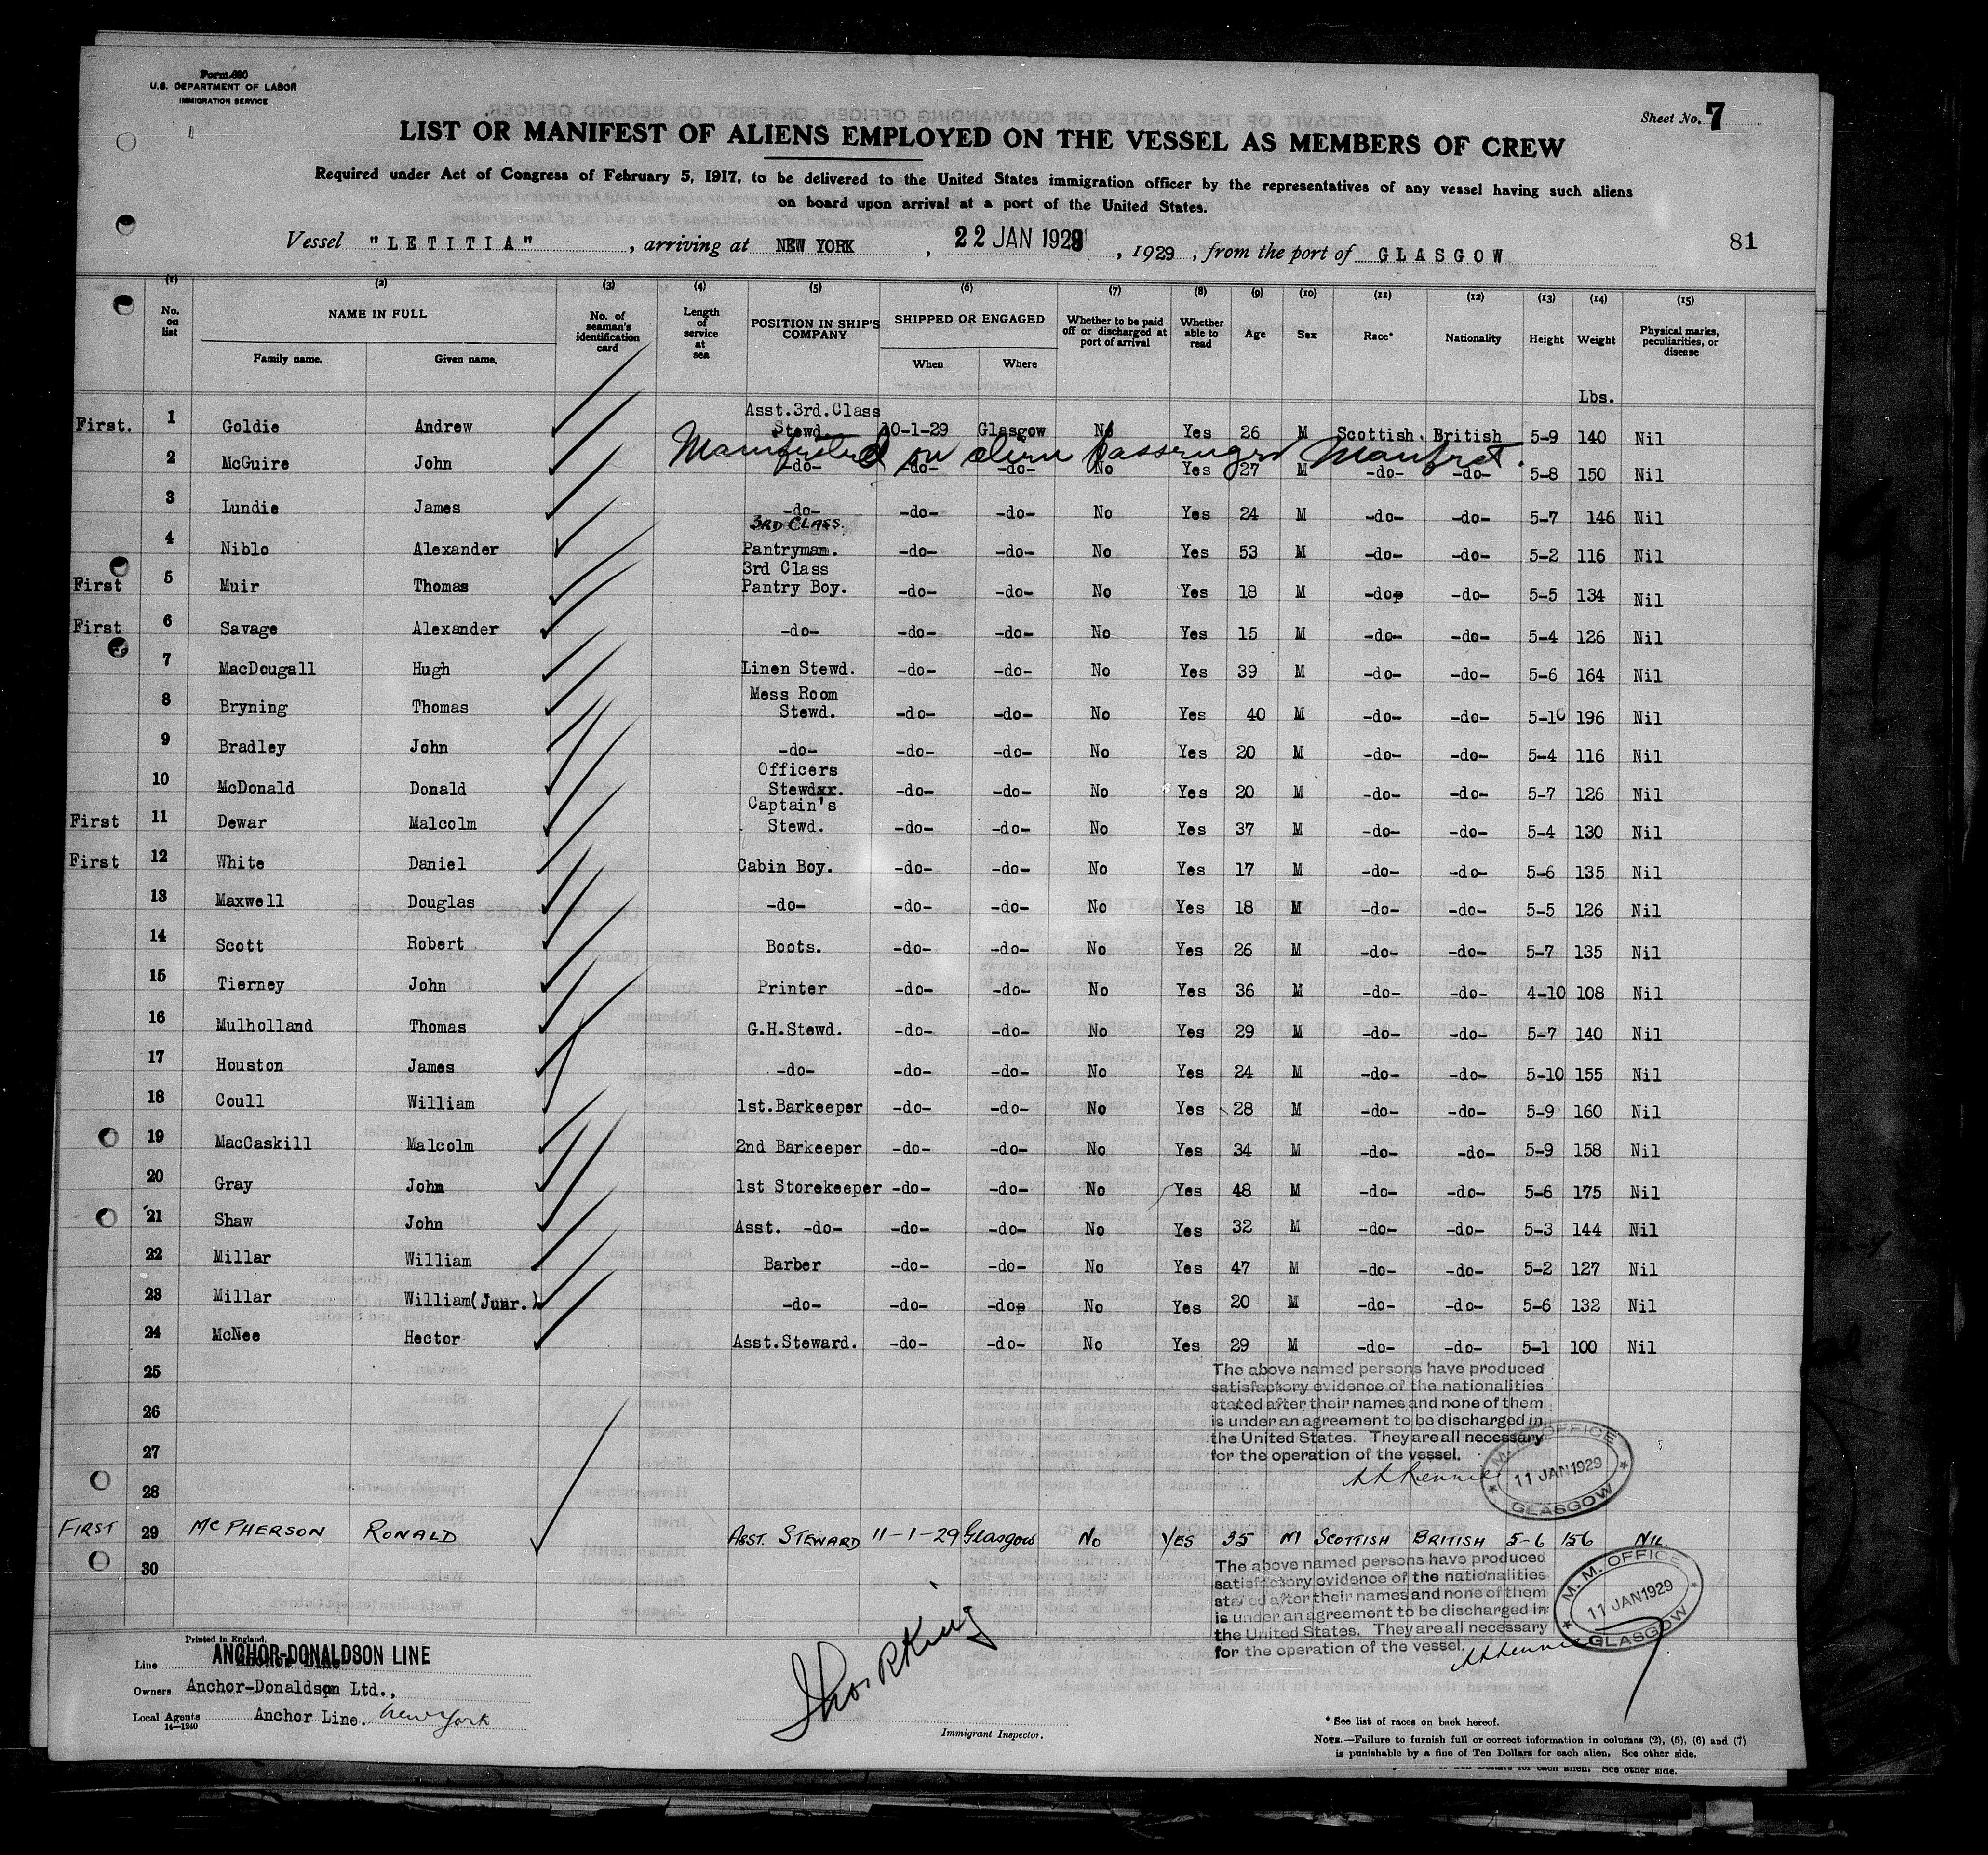 Form 680
U.S. DEPARTMENT OF LABOR
IMMIGRATION SERVICE
Sheet No. 7
LIST OR MANIFEST OF ALIENS EMPLOYED ON THE VESSEL AS MEMBERS OF CREW
Required under Act of Congress of February 5, 1917, to be delivered to the United States immigration officer by the representatives of any vessel having such aliens
on board upon arrival at a port of the United States.
Vessel "LETITIA", arriving at NEW YORK, 22 JAN 1929, 1929, from the port of GLASGOW
81
(1) (2) (3) (4) (5) (6) (7) (8) (9) (10) (11) (12) (13) (14) (15)
No. on list NAME IN FULL Family name. Given name. No. of seaman's identification card Length of service at sea POSITION IN SHIP'S COMPANY SHIPPED OR ENGAGED When Where Whether to be paid off or discharged at port of arrival Whether able to read Age Sex Race* Nationality Height Weight Physical marks, peculiarities, or disease
Lbs.
First. 1 Goldie Andrew Asst.3rd.Class Stewd. 10-1-29 Glasgow No Yes 26 M Scottish. British 5-9 140 Nil
Manifested on alien passenger Manifest.
2 McGuire John -do- -do- -do- No Yes 27 M -do- -do- 5-8 150 Nil
3 Lundie James -do- -do- -do- No Yes 24 M -do- -do- 5-7 146 Nil
4 Niblo Alexander 3RD CLASS. Pantryman. -do- -do- No Yes 53 M -do- -do- 5-2 116 Nil
First 5 Muir Thomas 3rd Class Pantry Boy. -do- -do- No Yes 18 M -do- -do- 5-5 134 Nil
First 6 Savage Alexander -do- -do- -do- No Yes 15 M -do- -do- 5-4 126 Nil
7 MacDougall Hugh Linen Stewd. -do- -do- No Yes 39 M -do- -do- 5-6 164 Nil
8 Bryning Thomas Mess Room Stewd. -do- -do- No Yes 40 M -do- -do- 5-10 196 Nil
9 Bradley John -do- -do- -do- No Yes 20 M -do- -do- 5-4 116 Nil
10 McDonald Donald Officers Stewdxr. -do- -do- No Yes 20 M -do- -do- 5-7 126 Nil
First 11 Dewar Malcolm Captain's Stewd. -do- -do- No Yes 37 M -do- -do- 5-4 130 Nil
First 12 White Daniel Cabin Boy. -do- -do- No Yes 17 M -do- -do- 5-6 135 Nil
13 Maxwell Douglas -do- -do- -do- No Yes 18 M -do- -do- 5-5 126 Nil
14 Scott Robert Boots. -do- -do- No Yes 26 M -do- -do- 5-7 135 Nil
15 Tierney John Printer -do- -do- No Yes 36 M -do- -do- 4-10 108 Nil
16 Mulholland Thomas G.H.Stewd. -do- -do- No Yes 29 M -do- -do- 5-7 140 Nil
17 Houston James -do- -do- -do- No Yes 24 M -do- -do- 5-10 155 Nil
18 Coull William 1st.Barkeeper -do- -do- No Yes 28 M -do- -do- 5-9 160 Nil
19 MacCaskill Malcolm 2nd Barkeeper -do- -do- No Yes 34 M -do- -do- 5-9 158 Nil
20 Gray John 1st Storekeeper -do- -do- No Yes 48 M -do- -do- 5-6 175 Nil
21 Shaw John Asst. -do- -do- -do- No Yes 32 M -do- -do- 5-3 144 Nil
22 Millar William Barber -do- -do- No Yes 47 M -do- -do- 5-2 127 Nil
23 Millar William(Junr.) -do- -do- -do- No Yes 20 M -do- -do- 5-6 132 Nil
24 McNee Hector Asst.Steward. -do- -do- No Yes 29 M -do- -do- 5-1 100 Nil
25
The above named persons have produced
satisfactory evidence of the nationalities
26
stated after their names and none of them
is under an agreement to be discharged in
27
the United States. They are all necessary
for the operation of the vessel.
M. M. OFFICE 11 JAN 1929 GLASGOW
28
FIRST 29 McPHERSON RONALD ASST. STEWARD 11-1-29 Glasgow No YES 35 M SCOTTISH BRITISH 5-6 156 NIL.
30
The above named persons have produced
satisfactory evidence of the nationalities
stated after their names and none of them
is under an agreement to be discharged in
the United States. They are all necessary
for the operation of the vessel.
M. M. OFFICE 11 JAN 1929 GLASGOW
Printed in England.
Line ANCHOR-DONALDSON LINE
Owners Anchor-Donaldson Ltd.,
Local Agents Anchor Line. New York
14-1240
Immigrant Inspector.
* See list of races on back hereof.
NOTE.—Failure to furnish full or correct information in columns (2), (5), (6) and (7)
is punishable by a fine of Ten Dollars for each alien. See other side.